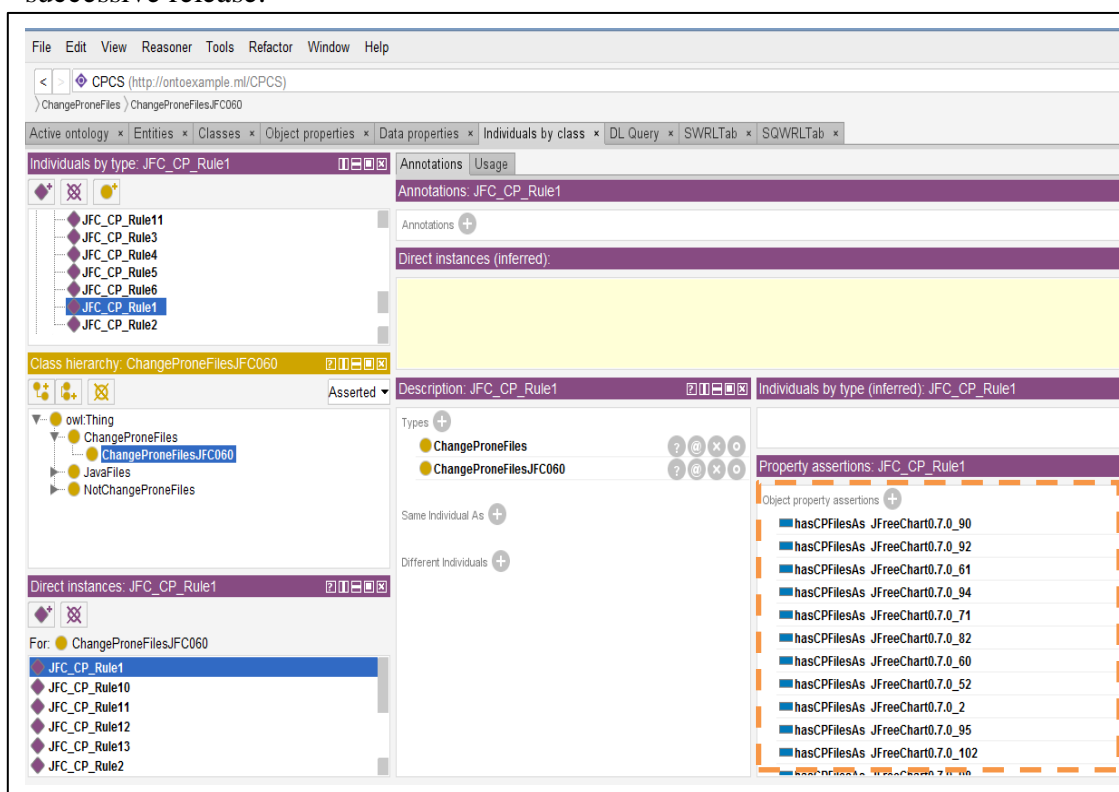 successive release.
File Edit View Reasoner Tools Refactor Window Help
< > CPCS (http://ontoexample.ml/CPCS)
ChangeProneFiles ChangeProneFilesJFC060
Active ontology × Entities × Classes × Object properties × Data properties × Individuals by class × DL Query × SWRLTab × SQWRLTab ×
Individuals by type: JFC_CP_Rule1
JFC_CP_Rule11
JFC_CP_Rule3
JFC_CP_Rule4
JFC_CP_Rule5
JFC_CP_Rule6
JFC_CP_Rule1
JFC_CP_Rule2
Annotations Usage
Annotations: JFC_CP_Rule1
Annotations
Direct instances (inferred):
Class hierarchy: ChangeProneFilesJFC060
Asserted
owl:Thing
ChangeProneFiles
ChangeProneFilesJFC060
JavaFiles
NotChangeProneFiles
Direct instances: JFC_CP_Rule1
For: ChangeProneFilesJFC060
JFC_CP_Rule1
JFC_CP_Rule10
JFC_CP_Rule11
JFC_CP_Rule12
JFC_CP_Rule13
JFC_CP_Rule2
Description: JFC_CP_Rule1
Types
ChangeProneFiles
ChangeProneFilesJFC060
Same Individual As
Different Individuals
Individuals by type (inferred): JFC_CP_Rule1
Property assertions: JFC_CP_Rule1
Object property assertions
hasCPFilesAs JFreeChart0.7.0_90
hasCPFilesAs JFreeChart0.7.0_92
hasCPFilesAs JFreeChart0.7.0_61
hasCPFilesAs JFreeChart0.7.0_94
hasCPFilesAs JFreeChart0.7.0_71
hasCPFilesAs JFreeChart0.7.0_82
hasCPFilesAs JFreeChart0.7.0_60
hasCPFilesAs JFreeChart0.7.0_52
hasCPFilesAs JFreeChart0.7.0_2
hasCPFilesAs JFreeChart0.7.0_95
hasCPFilesAs JFreeChart0.7.0_102